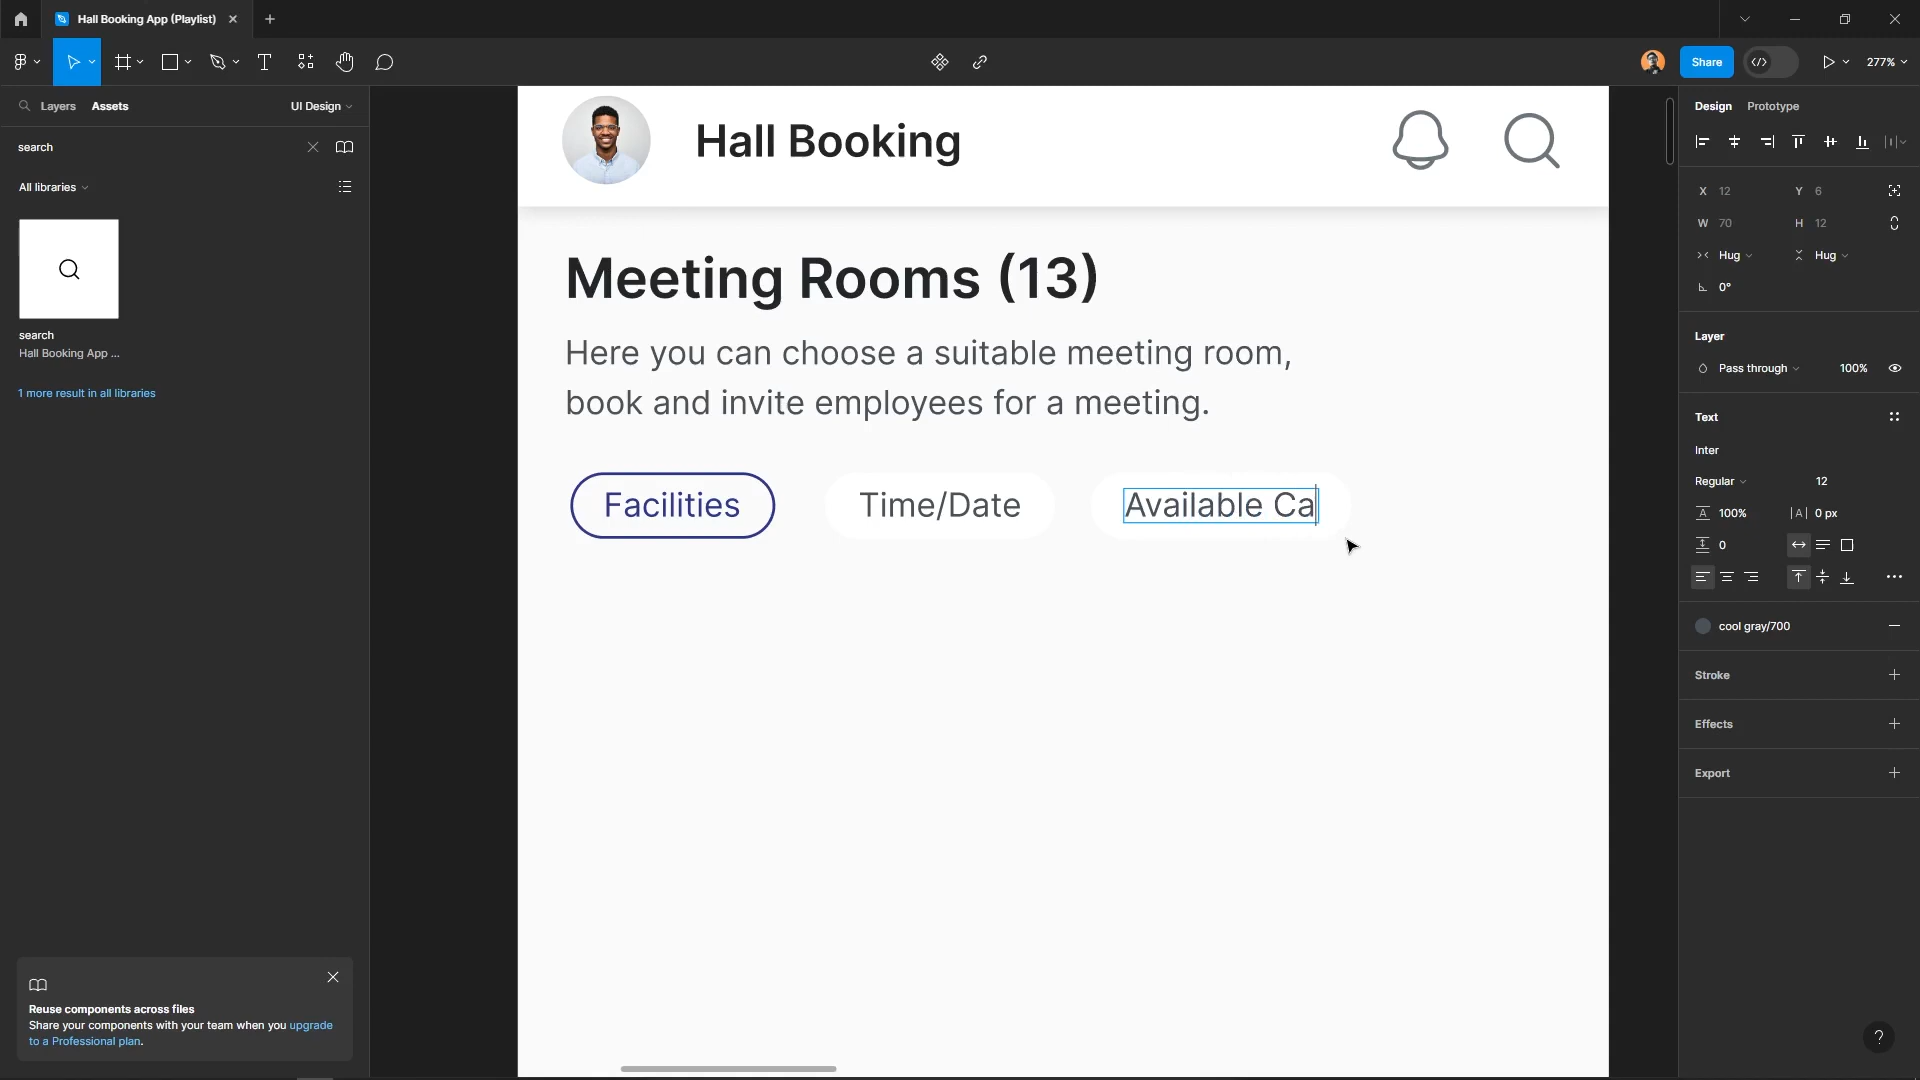 Hall Booking App (Playlist)
Share
277%
Layers
Assets
UI Design
Design
Prototype
search
All libraries
search
Hall Booking App ...
1 more result in all libraries
Reuse components across files
Share your components with your team when you upgrade
to a Professional plan.
Hall Booking
Meeting Rooms (13)
Here you can choose a suitable meeting room,
book and invite employees for a meeting.
Facilities
Time/Date
Available Ca
X 12
Y 6
W 70
H 12
Hug
Hug
0°
Layer
Pass through
100%
Text
Inter
Regular
12
A 100%
|A| 0 px
0
cool gray/700
Stroke
Effects
Export
?